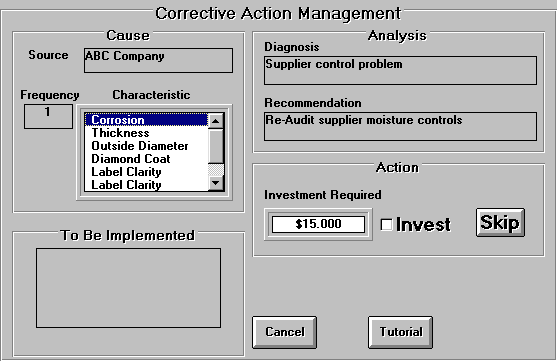 Corrective Action Management
Cause
Source
ABC Company
Frequency
Characteristic
1
Corrosion
Thickness
Outside Diameter
Diamond Coat
Label Clarity
Label Clarity
To Be Implemented
Analysis
Diagnosis
Supplier control problem
Recommendation
Re-Audit supplier moisture controls
Action
Investment Required
$15.000
Invest
Skip
Cancel
Tutorial